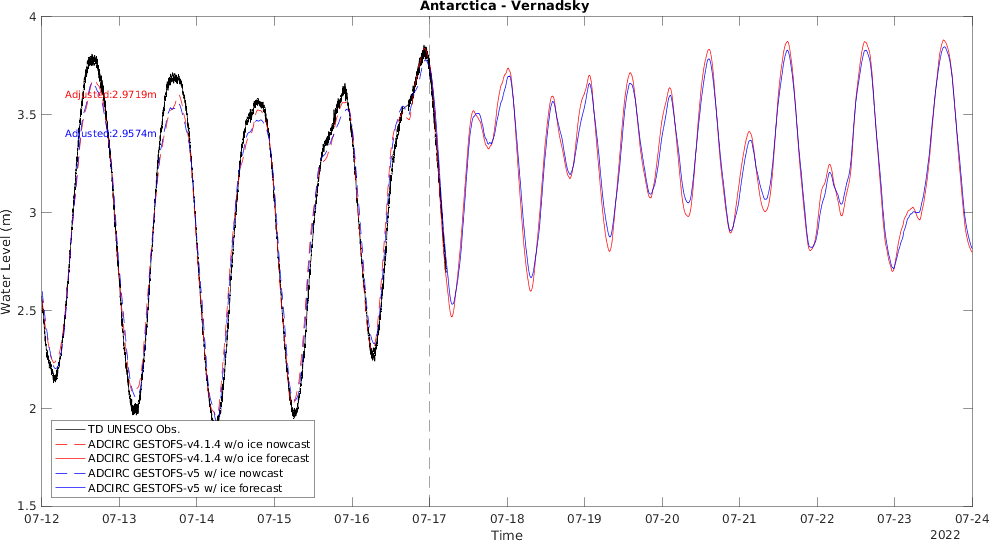 Antarctica - Vernadsky
4
3.5
3
2.5
2
1.5
Water Level (m)
Adjusted:2.9719m
Adjusted:2.9574m
TD UNESCO Obs.
ADCIRC GESTOFS-v4.1.4 w/o ice nowcast
ADCIRC GESTOFS-v4.1.4 w/o ice forecast
ADCIRC GESTOFS-v5 w/ ice nowcast
ADCIRC GESTOFS-v5 w/ ice forecast
07-12 07-13 07-14 07-15 07-16 07-17 07-18 07-19 07-20 07-21 07-22 07-23 07-24
Time
2022